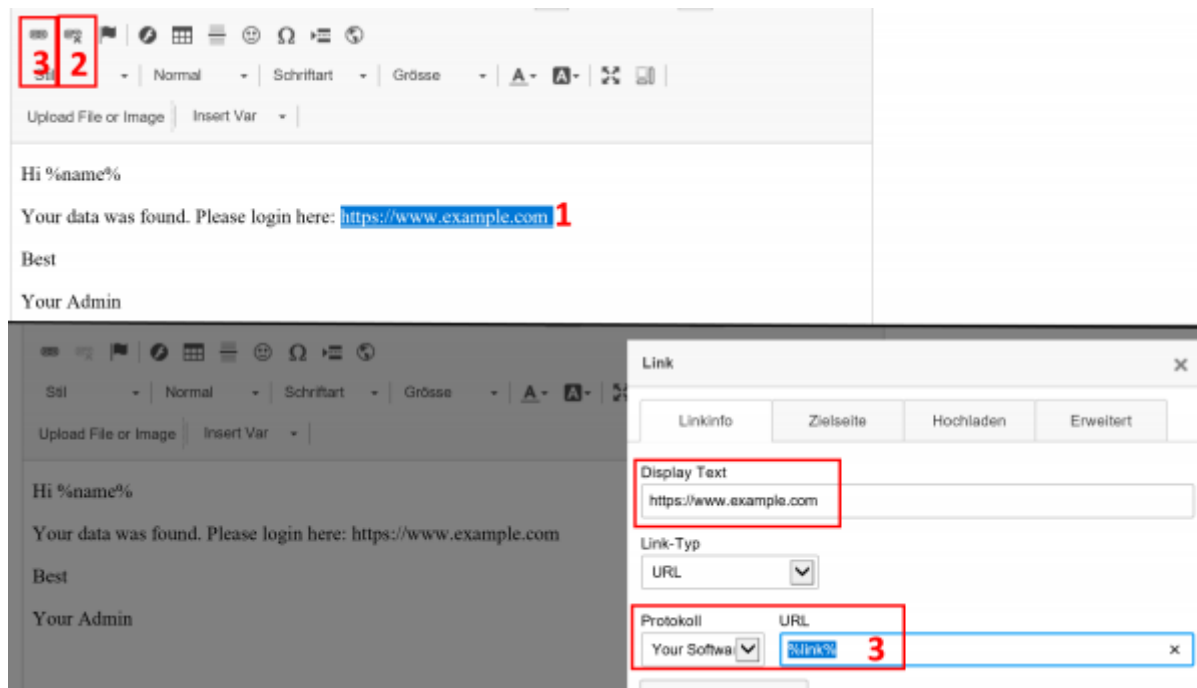 3 2
Stil Normal Schriftart Grösse A A
Upload File or Image Insert Var
Hi %name%
Your data was found. Please login here: https://www.example.com 1
Best
Your Admin
Stil Normal Schriftart Grösse A A
Upload File or Image Insert Var
Hi %name%
Your data was found. Please login here: https://www.example.com
Best
Your Admin
Link
Linkinfo Zielseite Hochladen Erweitert
Display Text
https://www.example.com
Link-Typ
URL
Protokoll URL
Your Softwa %link% 3